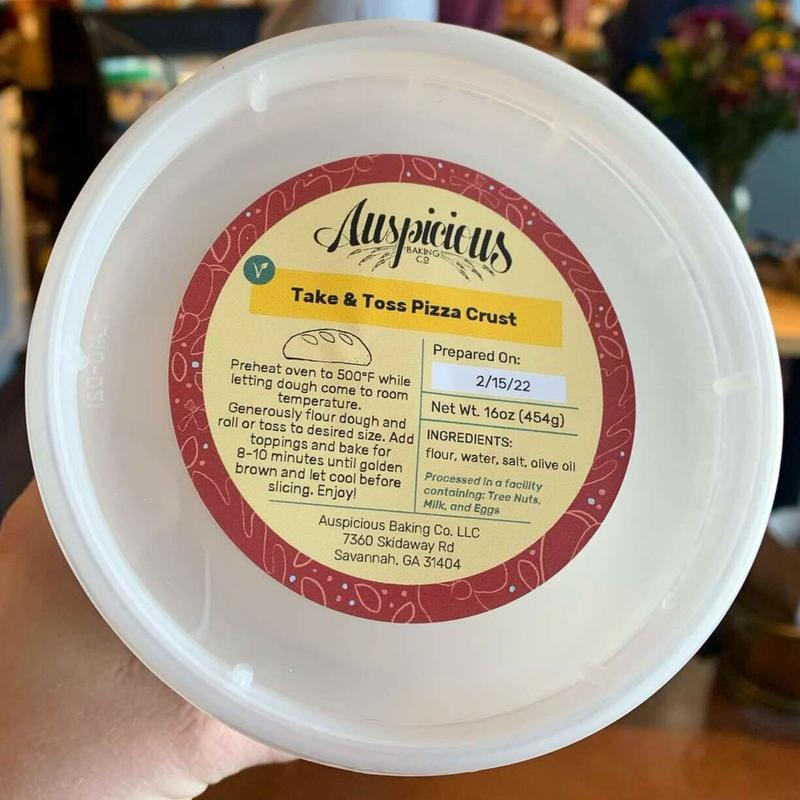 Auspicious
BAKING
CO
V
Take & Toss Pizza Crust
Preheat oven to 500°F while
letting dough come to room
temperature.
Generously flour dough and
roll or toss to desired size. Add
toppings and bake for
8-10 minutes until golden
brown and let cool before
slicing. Enjoy!
Prepared On:
2/15/22
Net Wt. 16oz (454g)
INGREDIENTS:
flour, water, salt, olive oil
Processed in a facility
containing: Tree Nuts,
Milk, and Eggs
Auspicious Baking Co, LLC
7360 Skidaway Rd
Savannah, GA 31404